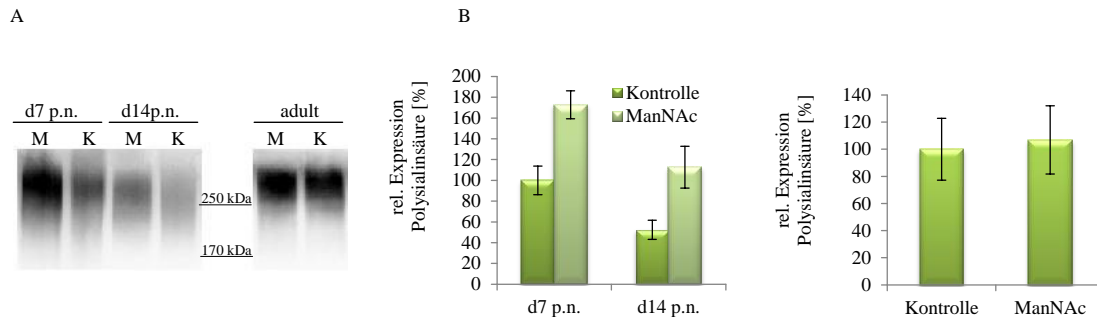 A
d7 p.n. d14p.n. adult
M K M K M K
250 kDa
170 kDa
B
rel. Expression
Polysialinsäure [%]
200
180
160
140
120
100
80
60
40
20
0
Kontrolle
ManNAc
d7 p.n. d14 p.n.
rel. Expression
Polysialinsäure [%]
140
120
100
80
60
40
20
0
Kontrolle ManNAc